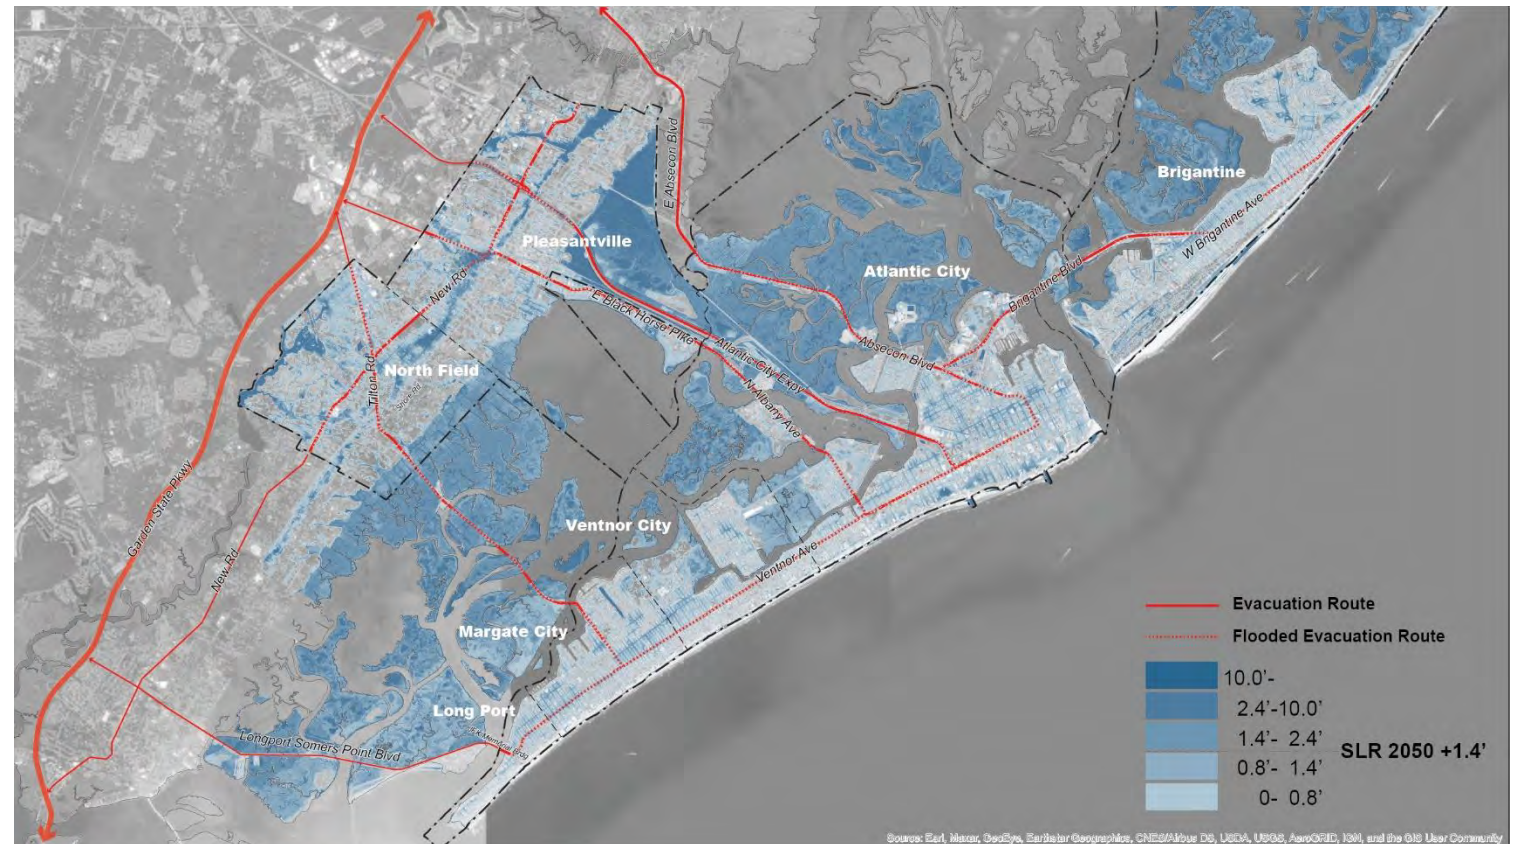 E Absecon Blvd
Brigantine
W Brigantine Ave
Pleasantville
Atlantic City
New Rd
Brigantine Blvd
E Black Horse Pike
Atlantic City Expr
Absecon Blvd
North Field
Tilton Rd
Shore Rd
N Albany Ave
Garden State Pkwy
Ventnor City
Ventnor Ave
New Rd
Margate City
Long Port
Longport Somers Point Blvd
Evacuation Route
Flooded Evacuation Route
10.0'-
2.4'-10.0'
1.4'- 2.4'
SLR 2050 +1.4'
0.8'- 1.4'
0- 0.8'
Source: Esri, Maxar, GeoEye, Earthstar Geographics, CNES/Airbus DS, USDA, USGS, AeroGRID, IGN, and the GIS User Community